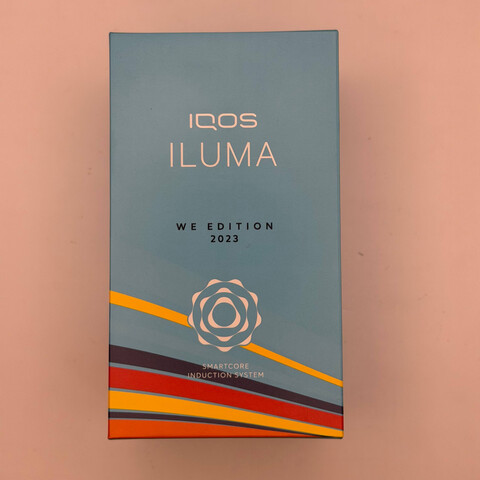 IQOS
ILUMA
WE EDITION
2023
SMARTCORE
INDUCTION SYSTEM